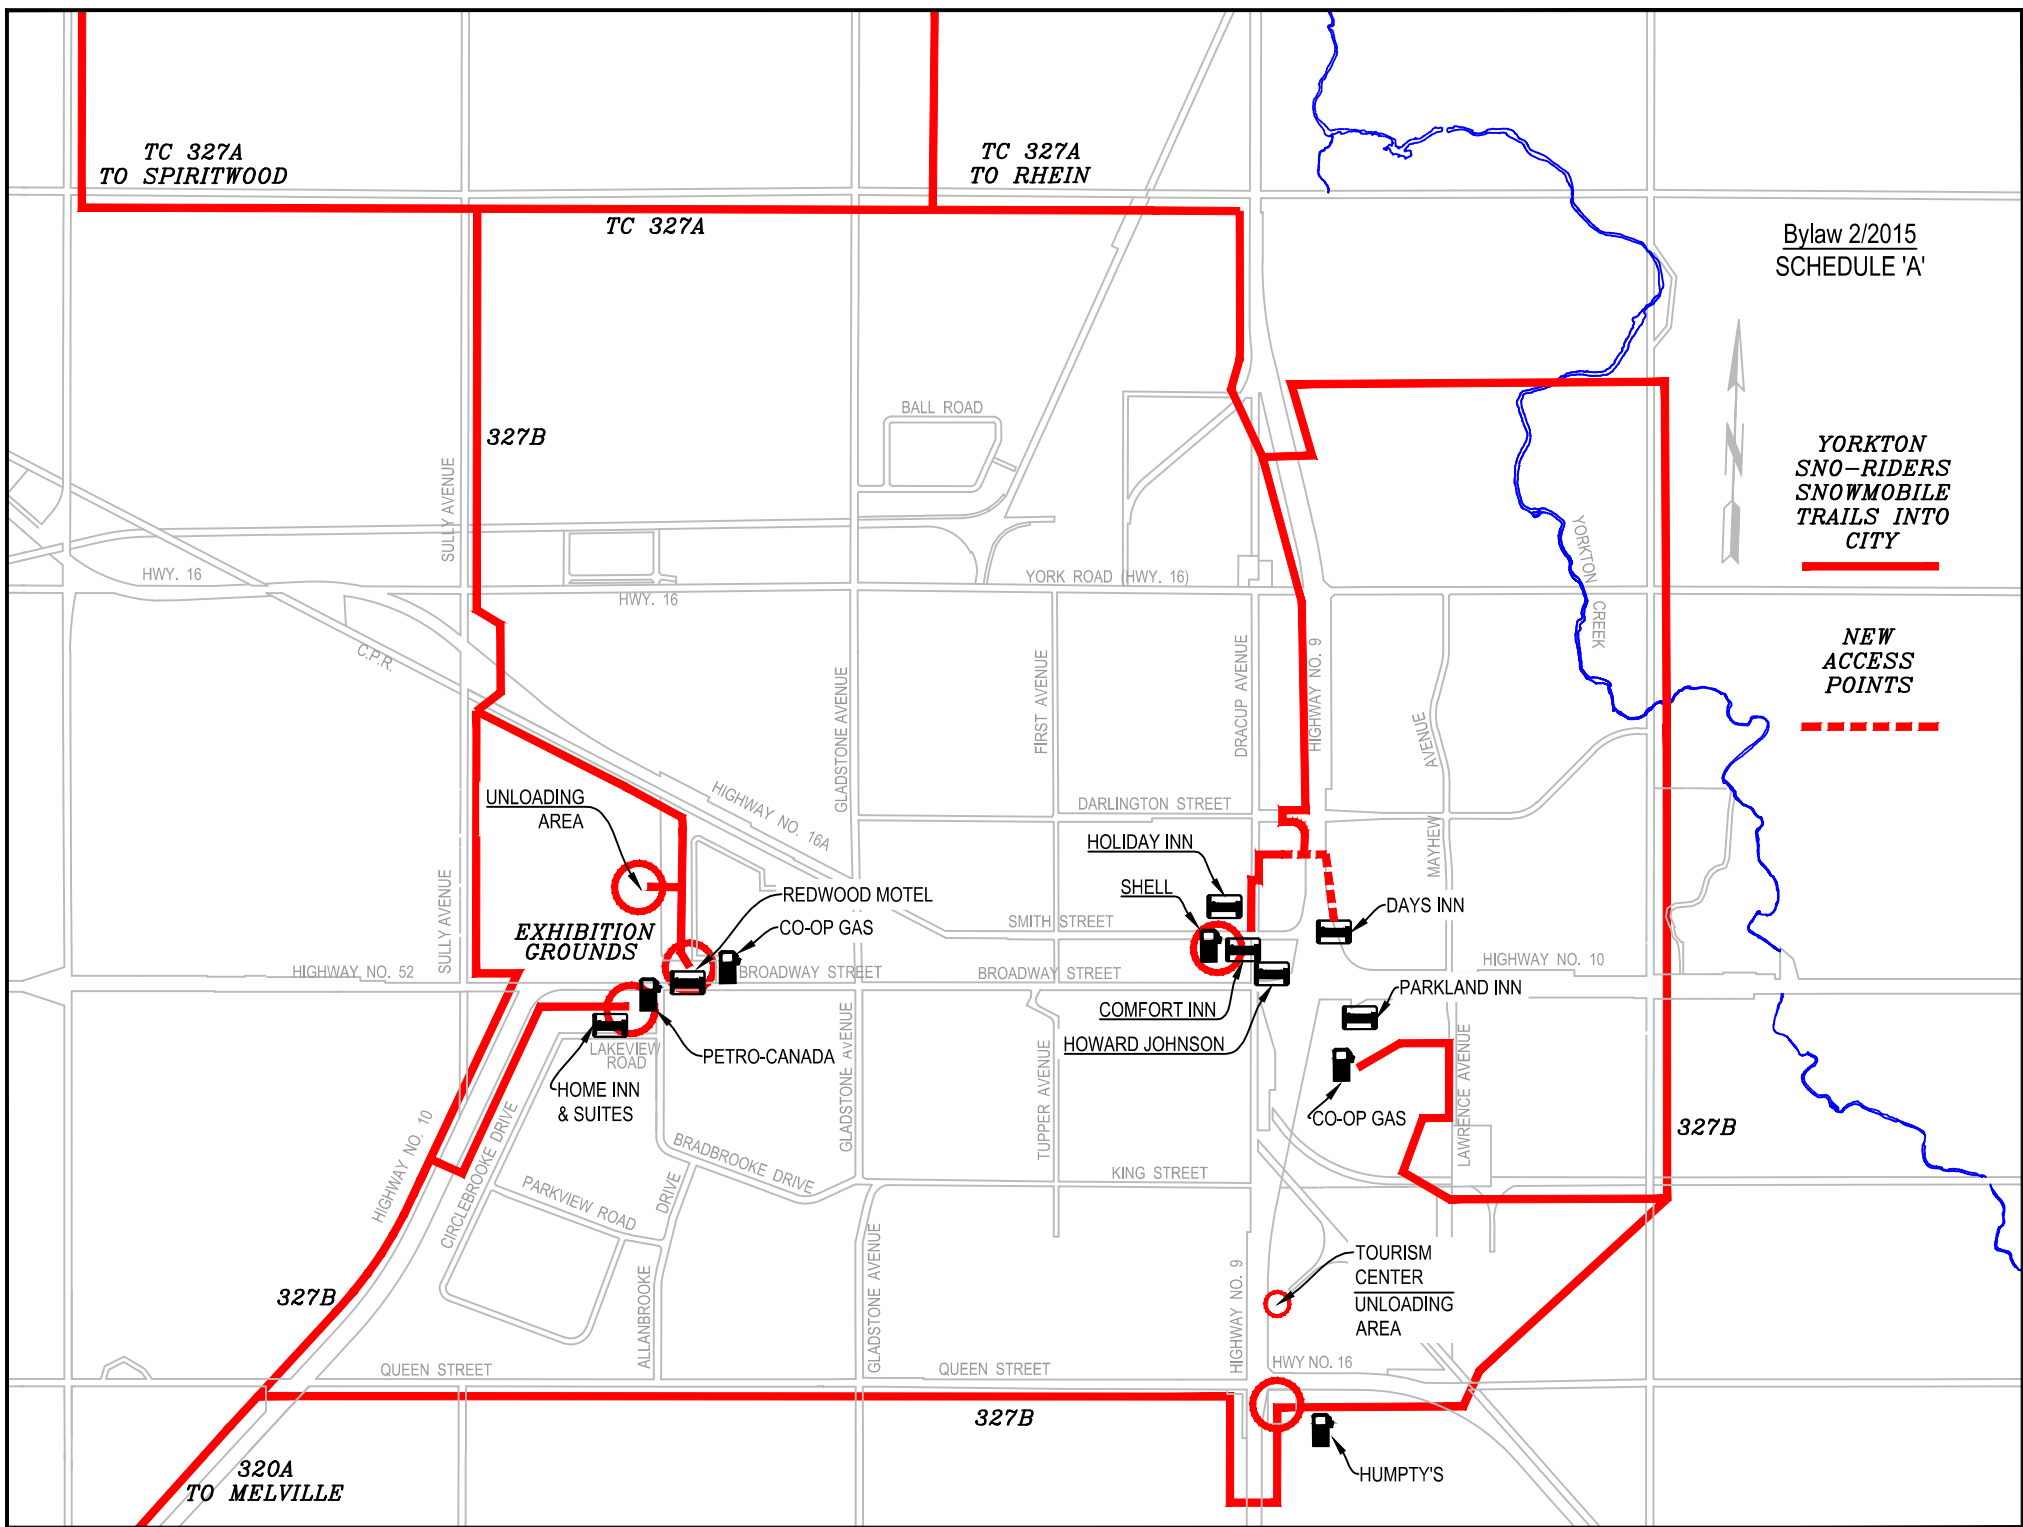 TC 327A
TO SPIRITWOOD
TC 327A
TO RHEIN
TC 327A
Bylaw 2/2015
SCHEDULE 'A'
327B
BALL ROAD
YORKTON
SNO-RIDERS
SNOWMOBILE
TRAILS INTO
CITY
NEW
ACCESS
POINTS
SULLY AVENUE
HWY. 16
HWY. 16
YORK ROAD (HWY. 16)
YORKTON
CREEK
C.P.R.
GLADSTONE AVENUE
FIRST AVENUE
DRACUP AVENUE
HIGHWAY NO. 9
MAYHEW
AVENUE
HIGHWAY NO. 16A
DARLINGTON STREET
UNLOADING
AREA
HOLIDAY INN
SHELL
REDWOOD MOTEL
CO-OP GAS
SMITH STREET
DAYS INN
SULLY AVENUE
EXHIBITION
GROUNDS
HIGHWAY NO. 52
BROADWAY STREET
BROADWAY STREET
HIGHWAY NO. 10
PARKLAND INN
COMFORT INN
HOWARD JOHNSON
LAKEVIEW
ROAD
PETRO-CANADA
HOME INN
& SUITES
GLADSTONE AVENUE
TUPPER AVENUE
CO-OP GAS
LAWRENCE AVENUE
327B
HIGHWAY NO. 10
CIRCLEBROOKE DRIVE
BRADBROOKE DRIVE
KING STREET
PARKVIEW ROAD
DRIVE
ALLANBROOKE
GLADSTONE AVENUE
HIGHWAY NO. 9
TOURISM
CENTER
UNLOADING
AREA
327B
QUEEN STREET
QUEEN STREET
HWY NO. 16
327B
320A
TO MELVILLE
HUMPTY'S
N